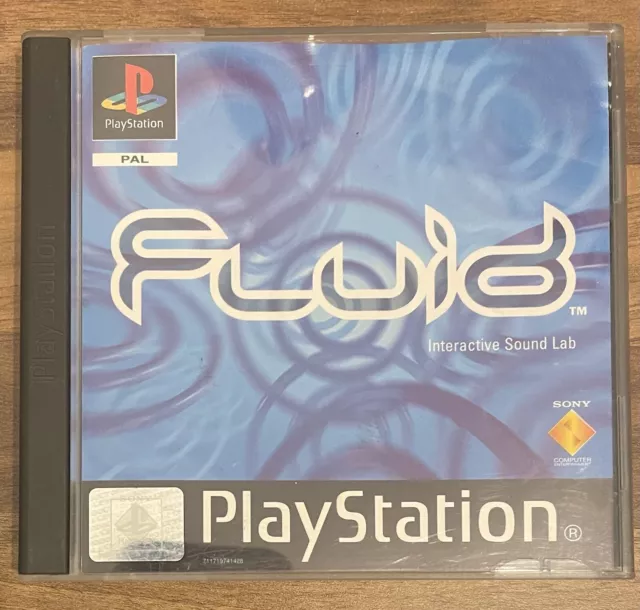 PlayStation
PAL
PlayStation
Fluid™
Interactive Sound Lab
SONY
COMPUTER
ENTERTAINMENT
PlayStation®